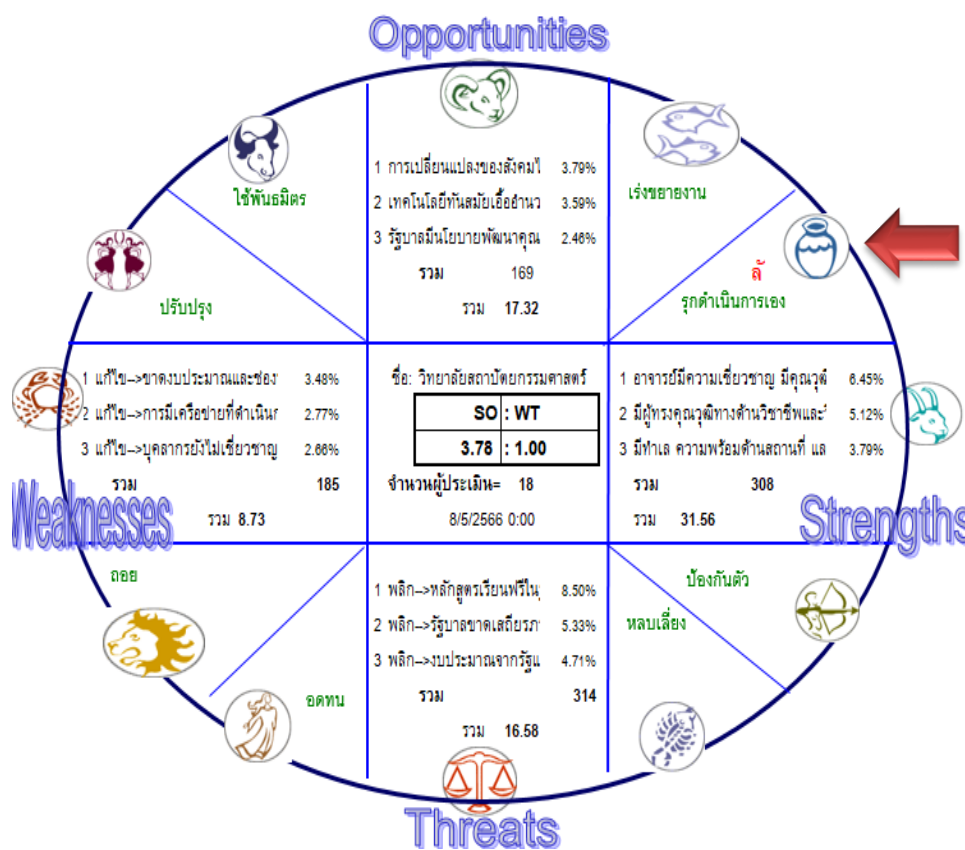 Opportunities
1 การเปลี่ยนแปลงของสังคมไ 3.79%
2 เทคโนโลยีทันสมัยเอื้ออำนว 3.59%
3 รัฐบาลมีนโยบายพัฒนาคุณ 2.46%
รวม 169
รวม 17.32
ใช้พันธมิตร
เร่งขยายงาน
ปรับปรุง
ลั
รุกดำเนินการเอง
1 แก้ไข-->ขาดงบประมาณและช่อง 3.48%
2 แก้ไข-->การมีเครือข่ายที่ดำเนินก 2.77%
3 แก้ไข-->บุคลากรยังไม่เชี่ยวชาญ 2.66%
รวม 185
รวม 8.73
Weaknesses
ชื่อ: วิทยาลัยสถาปัตยกรรมศาสตร์
SO : WT
3.78 : 1.00
จำนวนผู้ประเมิน= 18
8/5/2566 0:00
1 อาจารย์มีความเชี่ยวชาญ มีคุณวุฒิ 6.45%
2 มีผู้ทรงคุณวุฒิทางด้านวิชาชีพและ 5.12%
3 มีทำเล ความพร้อมด้านสถานที่ แล 3.79%
รวม 308
รวม 31.56
Strengths
ถอย
อดทน
1 พลิก-->หลักสูตรเรียนฟรีใน 8.50%
2 พลิก-->รัฐบาลขาดเสถียรภา 5.33%
3 พลิก-->งบประมาณจากรัฐแ 4.71%
รวม 314
รวม 16.58
ป้องกันตัว
หลบเลี่ยง
Threats